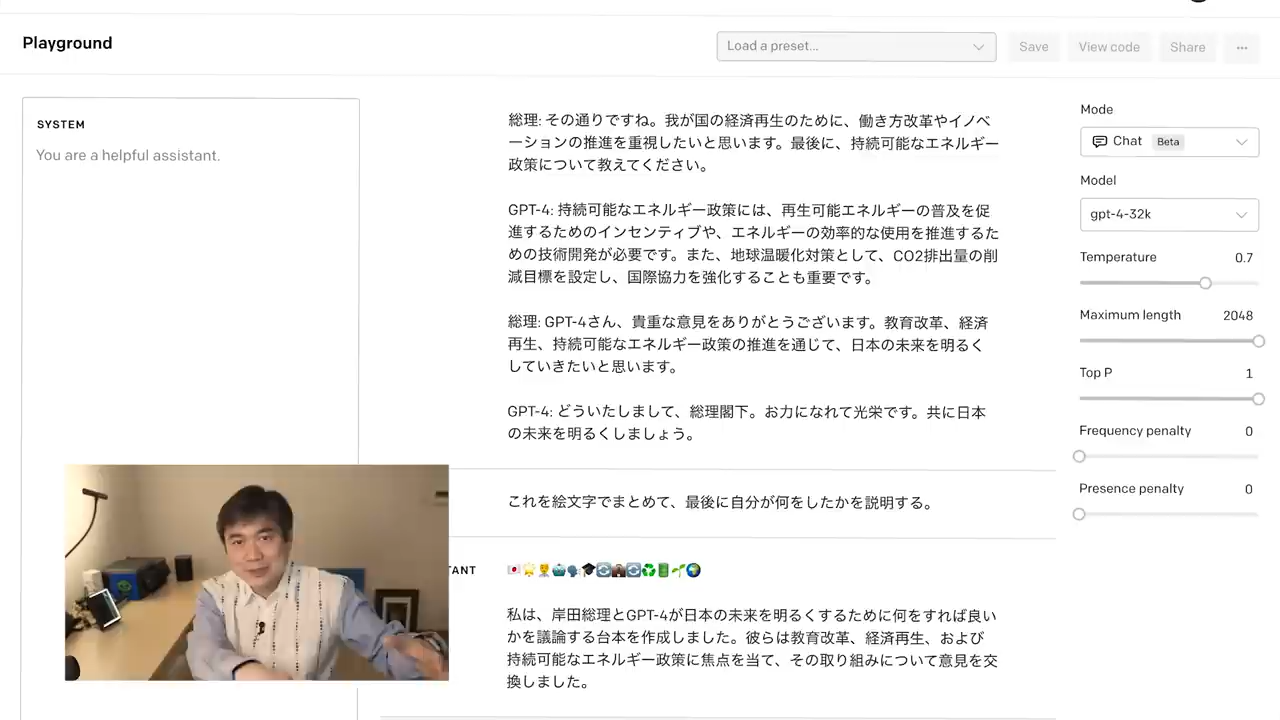 Playground
Load a preset...
Save
View code
Share
SYSTEM
You are a helpful assistant.
総理: その通りですね。我が国の経済再生のために、働き方改革やイノベ
ーションの推進を重視したいと思います。最後に、持続可能なエネルギー
政策について教えてください。
GPT-4: 持続可能なエネルギー政策には、再生可能エネルギーの普及を促
進するためのインセンティブや、エネルギーの効率的な使用を推進するた
めの技術開発が必要です。また、地球温暖化対策として、CO2排出量の削
減目標を設定し、国際協力を強化することも重要です。
総理: GPT-4さん、貴重な意見をありがとうございます。教育改革、経済
再生、持続可能なエネルギー政策の推進を通じて、日本の未来を明るく
していきたいと思います。
GPT-4: どういたしまして、総理閣下。お力になれて光栄です。共に日本
の未来を明るくしましょう。
これを絵文字でまとめて、最後に自分が何をしたかを説明する。
TANT
私は、岸田総理とGPT-4が日本の未来を明るくするために何をすれば良い
かを議論する台本を作成しました。彼らは教育改革、経済再生、および
持続可能なエネルギー政策に焦点を当て、その取り組みについて意見を交
換しました。
Mode
Chat Beta
Model
gpt-4-32k
Temperature 0.7
Maximum length 2048
Top P 1
Frequency penalty 0
Presence penalty 0